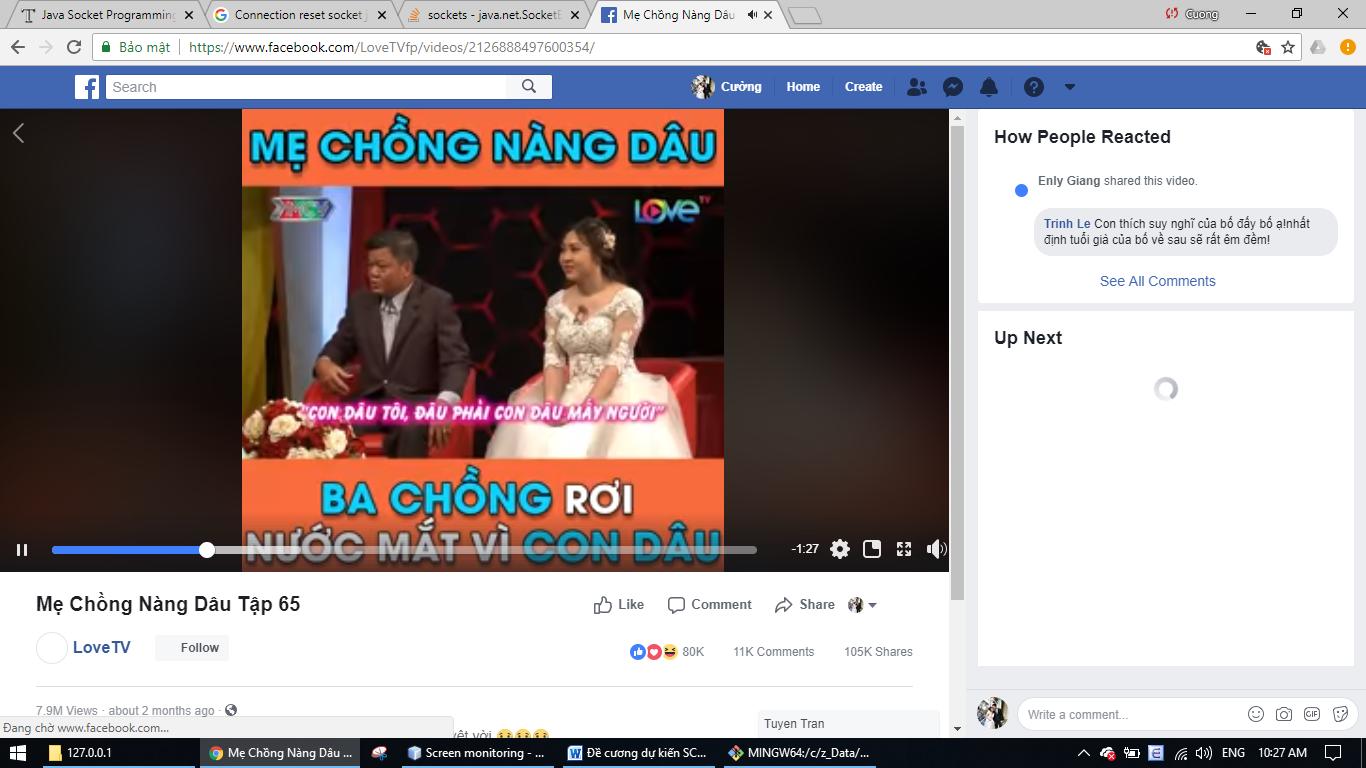 Java Socket Programming
Connection reset socket j
sockets - java.net.SocketE
Mẹ Chồng Nàng Dâu
Cuong
Bảo mật
https://www.facebook.com/LoveTVfp/videos/2126888497600354/
Search
Cường
Home
Create
MẸ CHỒNG NÀNG DÂU
LOVE TV
"CON DÂU TÔI, ĐÂU PHẢI CON DÂU MẤY NGƯỜI"
BA CHỒNG RƠI
NƯỚC MẮT VÌ CON DÂU
-1:27
Mẹ Chồng Nàng Dâu Tập 65
Like
Comment
Share
LoveTV
Follow
80K
11K Comments
105K Shares
7.9M Views · about 2 months ago ·
Đang chờ www.facebook.com...
vời
Tuyen Tran
How People Reacted
Enly Giang shared this video.
Trinh Le Con thích suy nghĩ của bố đấy bố ạ!nhất
định tuổi già của bố về sau sẽ rất êm đềm!
See All Comments
Up Next
Write a comment...
GIF
127.0.0.1
Mẹ Chồng Nàng Dâu ...
Screen monitoring - ...
Đề cương dự kiến SC...
MINGW64:/c/z_Data/...
ENG
10:27 AM